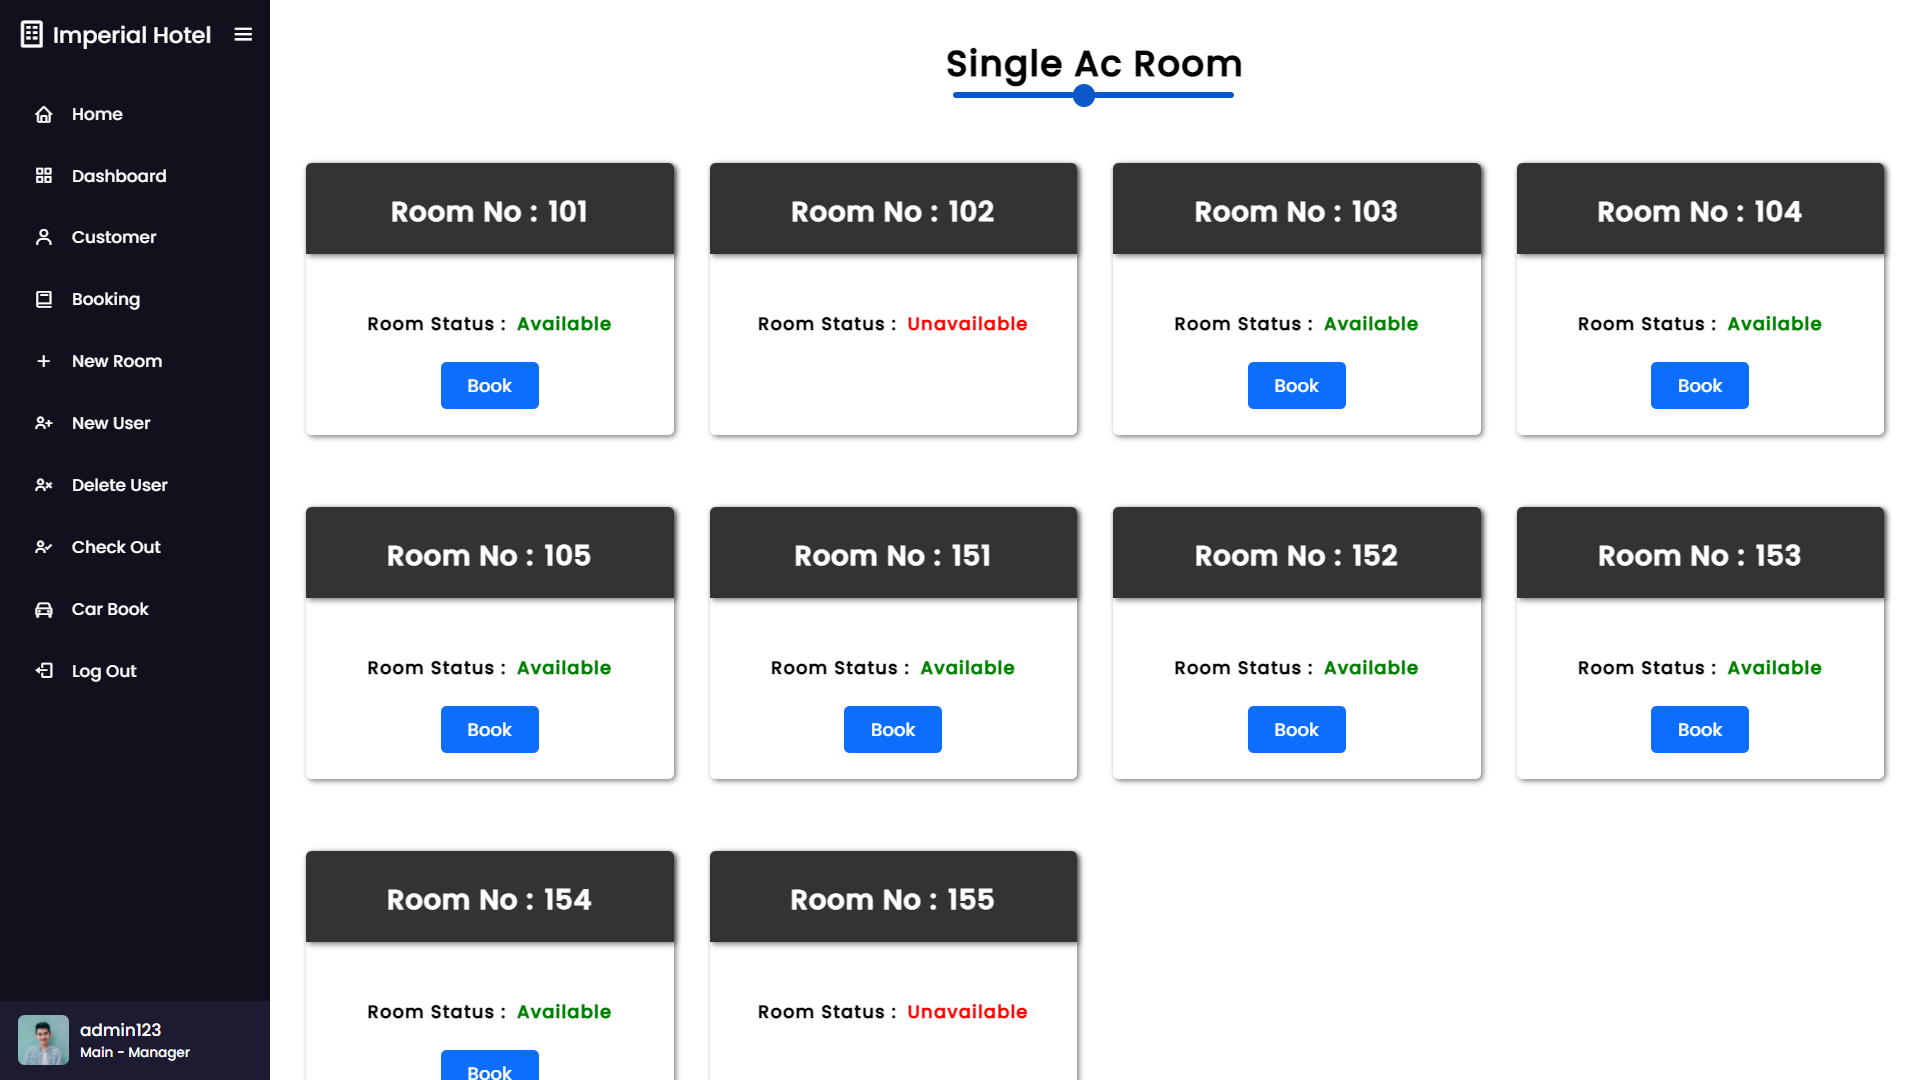 Imperial Hotel
Home
Dashboard
Customer
Booking
New Room
New User
Delete User
Check Out
Car Book
Log Out
admin123
Main - Manager
Single Ac Room
Room No : 101
Room Status : Available
Book
Room No : 102
Room Status : Unavailable
Room No : 103
Room Status : Available
Book
Room No : 104
Room Status : Available
Book
Room No : 105
Room Status : Available
Book
Room No : 151
Room Status : Available
Book
Room No : 152
Room Status : Available
Book
Room No : 153
Room Status : Available
Book
Room No : 154
Room Status : Available
Book
Room No : 155
Room Status : Unavailable